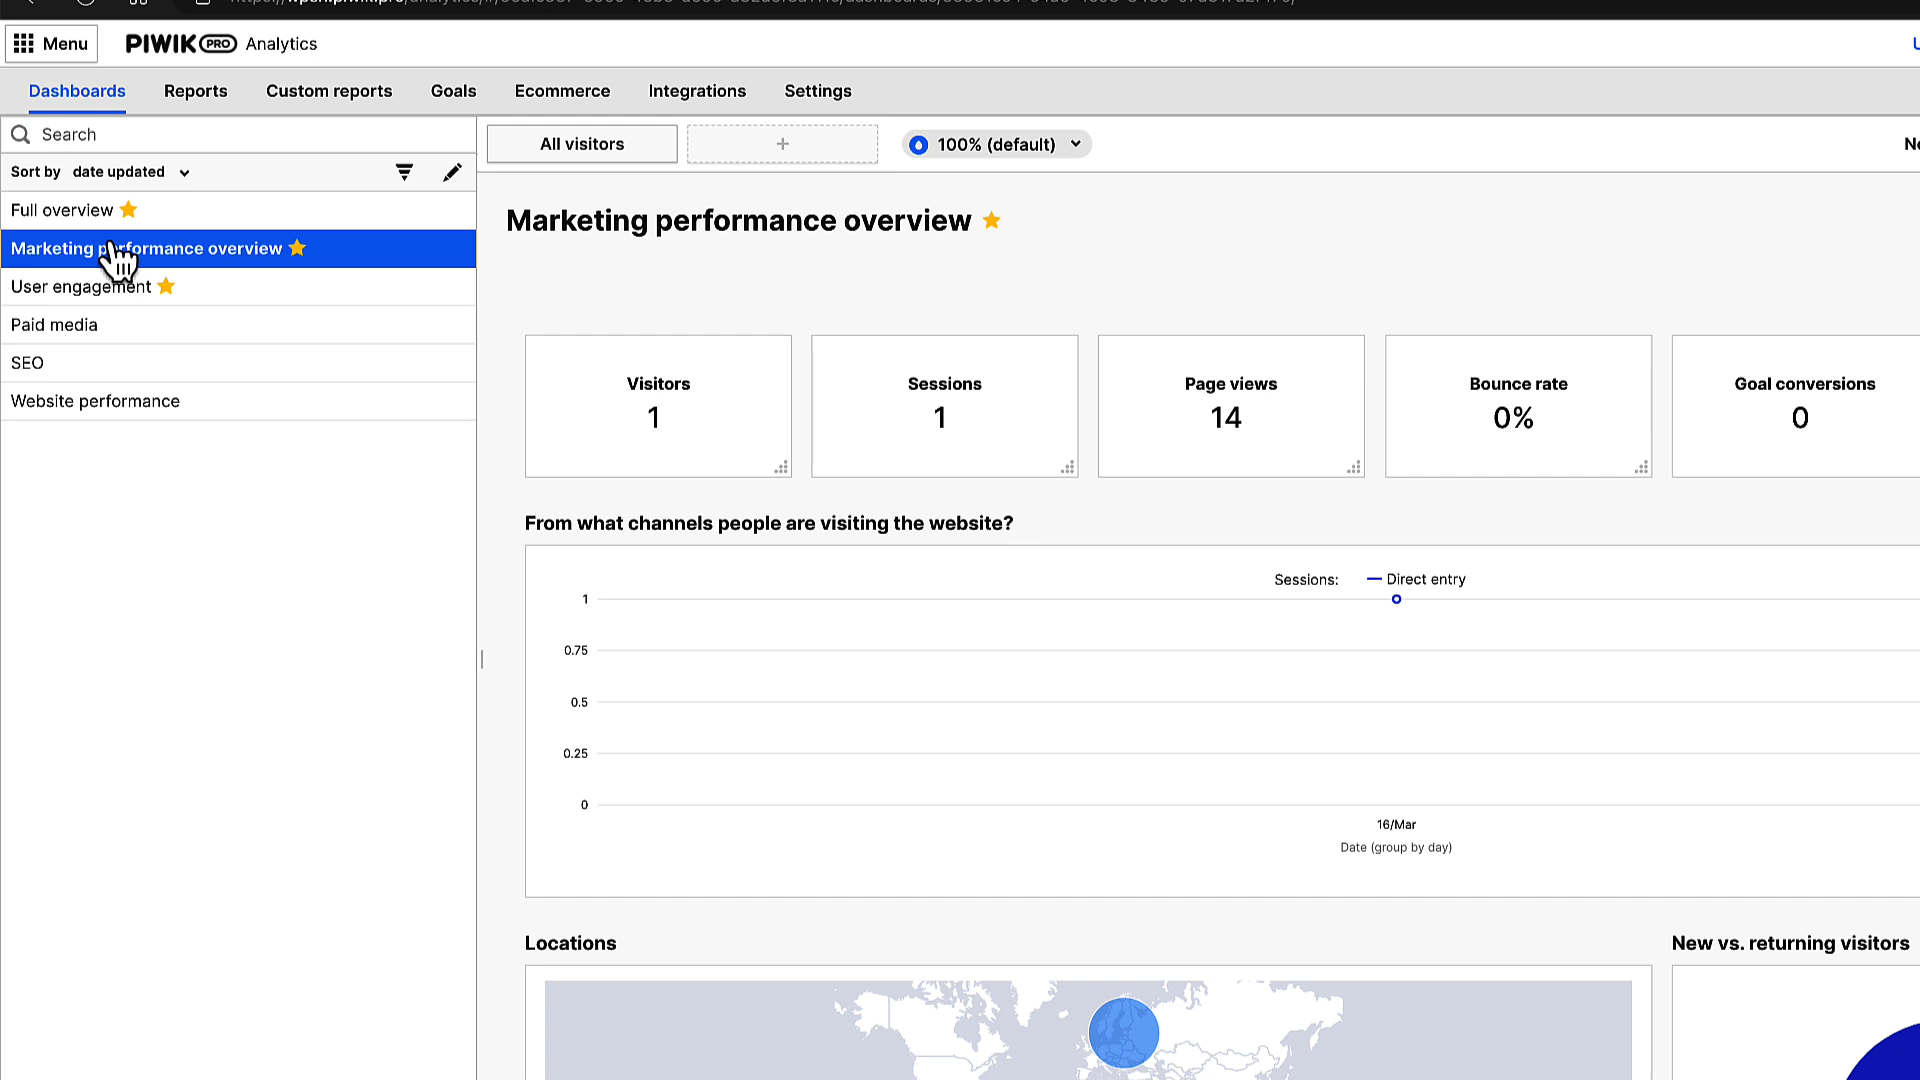 Menu
PIWIK PRO Analytics
Dashboards
Reports
Custom reports
Goals
Ecommerce
Integrations
Settings
Search
All visitors
+
100% (default)
Sort by date updated
Full overview
Marketing performance overview
User engagement
Paid media
SEO
Website performance
Marketing performance overview
Visitors
1
Sessions
1
Page views
14
Bounce rate
0%
Goal conversions
0
From what channels people are visiting the website?
Sessions:
Direct entry
1
0.75
0.5
0.25
0
16/Mar
Date (group by day)
Locations
New vs. returning visitors